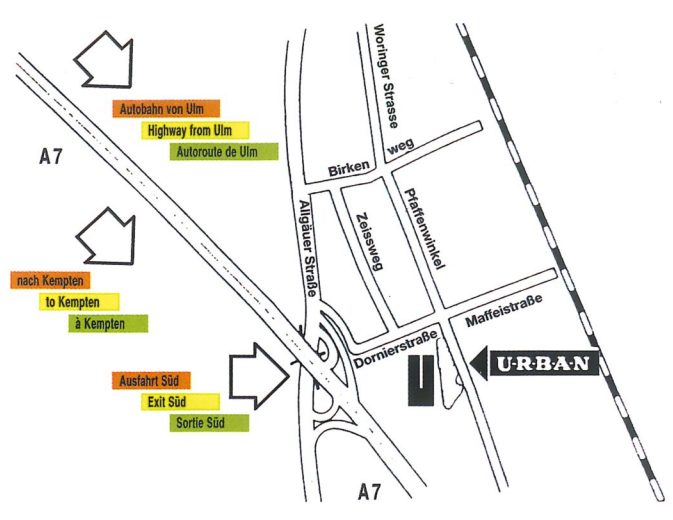 Woringer Strasse
Autobahn von Ulm
Highway from Ulm
Autoroute de Ulm
A7
Birken
weg
Allgäuer Straße
Zeissweg
Pfaffenwinkel
nach Kempten
to Kempten
à Kempten
Maffeistraße
Dornierstraße
U·R·B·A·N
Ausfahrt Süd
Exit Süd
Sortie Süd
A7